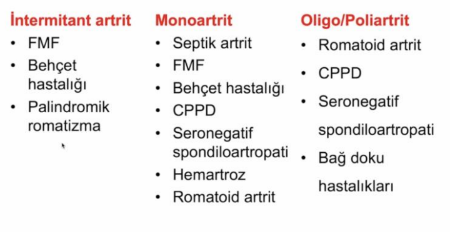 İntermitant artrit
• FMF
• Behçet
hastalığı
• Palindromik
romatizma
Monoartrit
• Septik artrit
• FMF
• Behçet hastalığı
• CPPD
• Seronegatif
spondiloartropati
• Hemartroz
• Romatoid artrit
Oligo/Poliartrit
• Romatoid artrit
• CPPD
• Seronegatif
spondiloartropati
• Bağ doku
hastalıkları